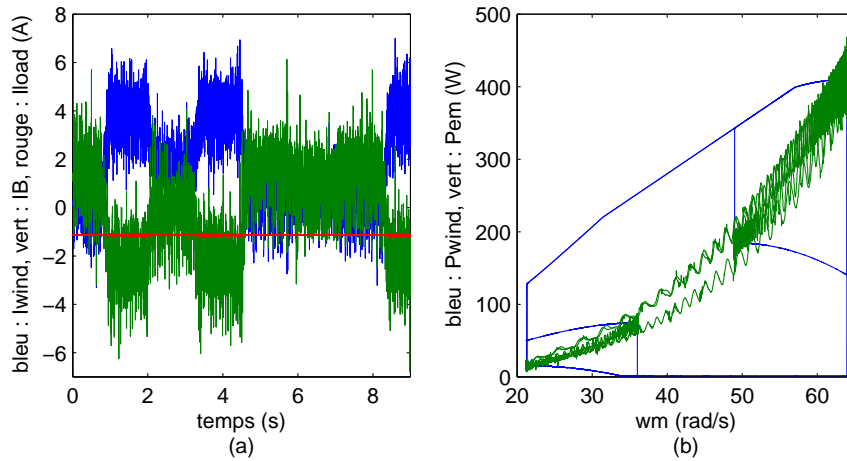 bleu : Iwind, vert : IB, rouge : Iload (A)
8
6
4
2
0
−2
−4
−6
0 2 4 6 8
temps (s)
(a)
bleu : Pwind, vert : Pem (W)
500
400
300
200
100
0
20 30 40 50 60
wm (rad/s)
(b)